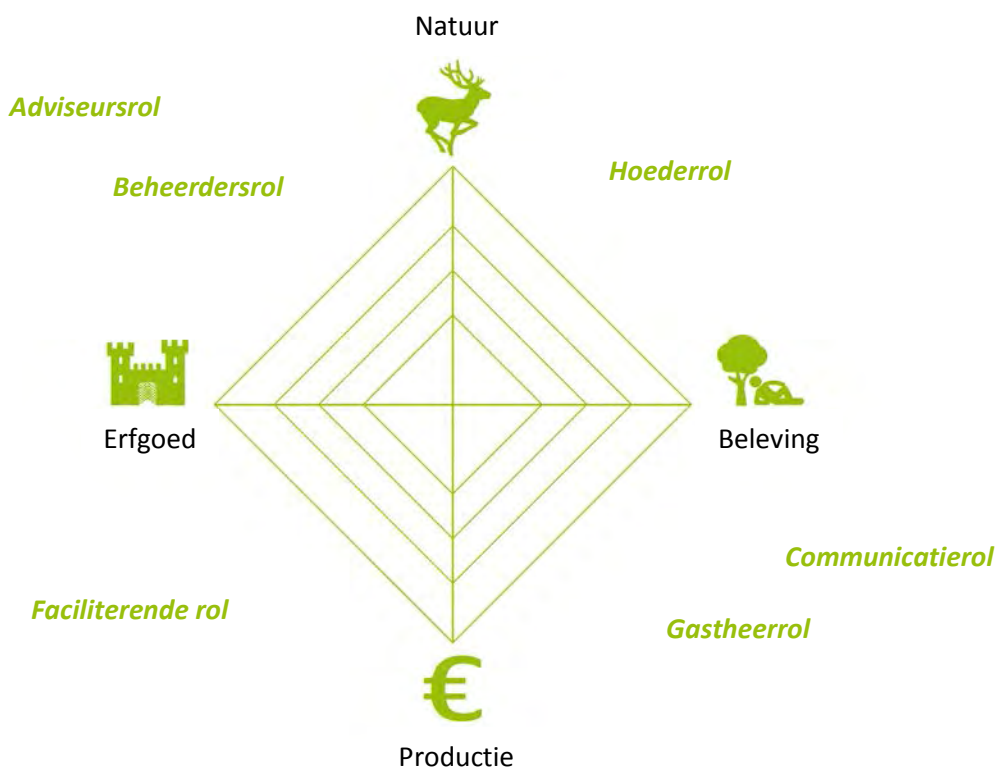 Natuur
Adviseursrol
Hoederrol
Beheerdersrol
Erfgoed
Beleving
Communicatierol
Faciliterende rol
Gastheerrol
€
Productie